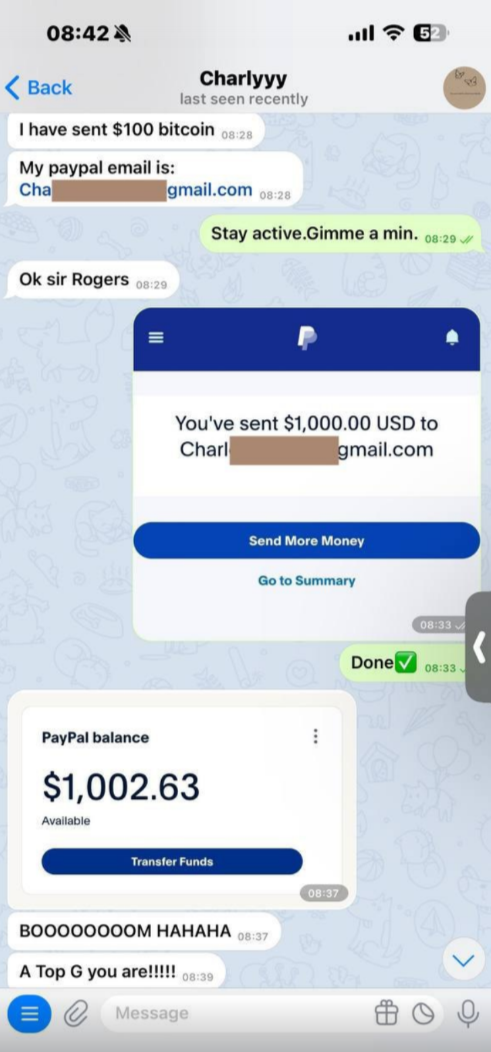 08:42
52
Back
Charlyyy
last seen recently
I have sent $100 bitcoin 08:28
My paypal email is:
Cha gmail.com 08:28
Stay active.Gimme a min. 08:29
Ok sir Rogers 08:29
You've sent $1,000.00 USD to
Charl gmail.com
Send More Money
Go to Summary
08:33
Done✅ 08:33
PayPal balance
$1,002.63
Available
Transfer Funds
08:37
BOOOOOOOOM HAHAHA 08:37
A Top G you are!!!!! 08:39
Message